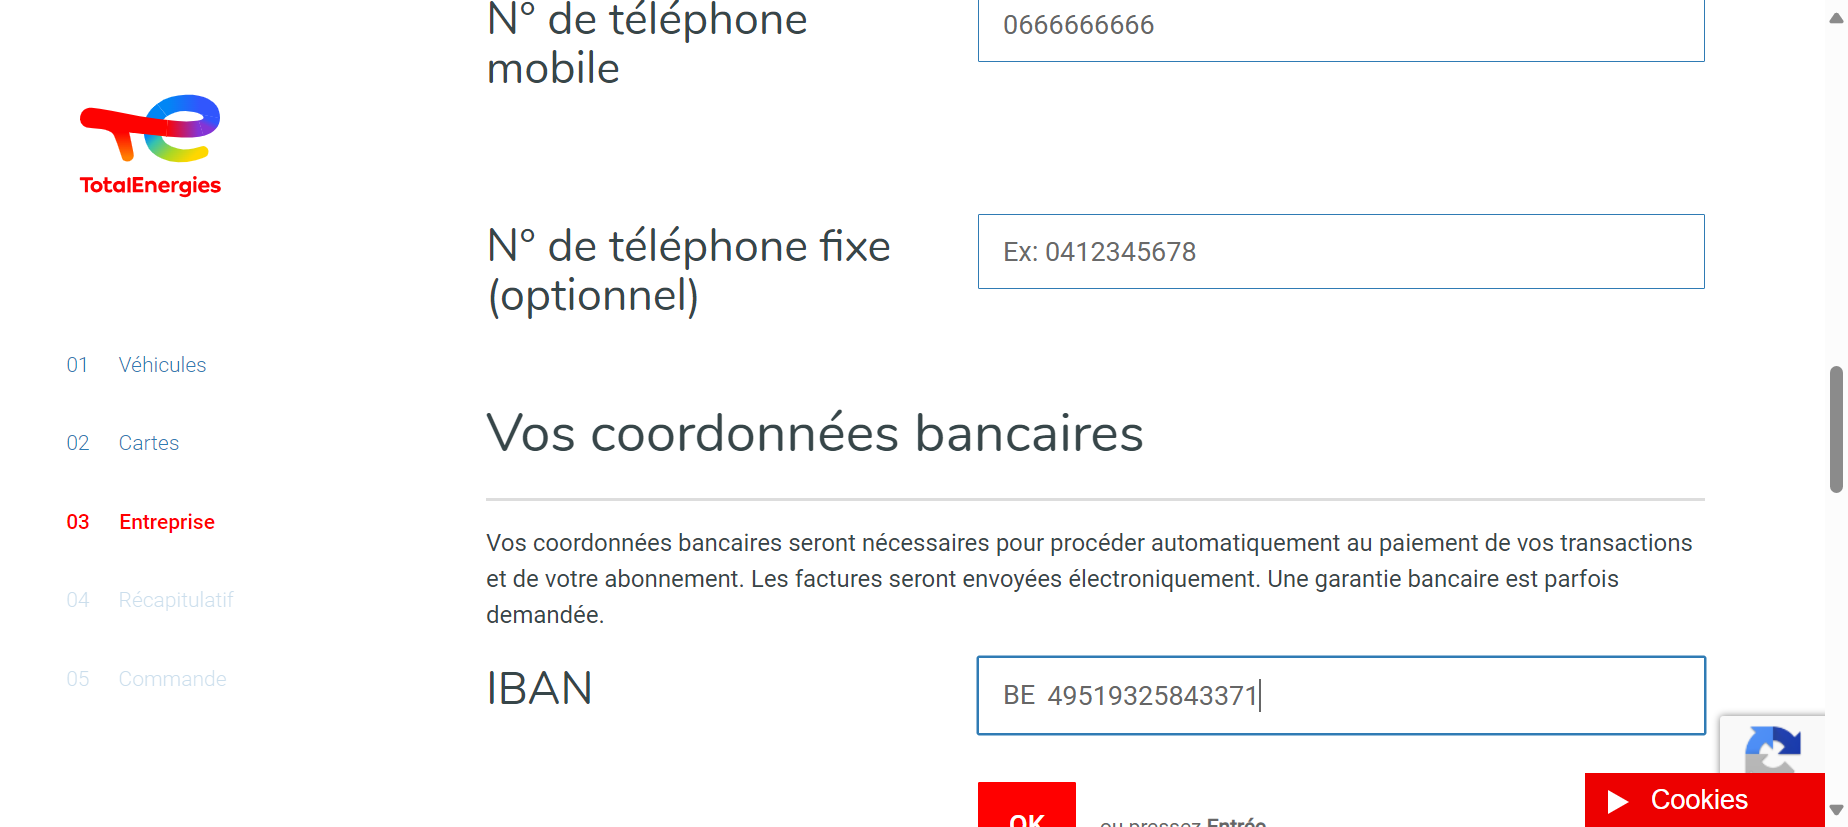 N° de téléphone
mobile
0666666666
TotalEnergies
N° de téléphone fixe
(optionnel)
Ex: 0412345678
01 Véhicules
02 Cartes
03 Entreprise
04 Récapitulatif
05 Commande
Vos coordonnées bancaires
Vos coordonnées bancaires seront nécessaires pour procéder automatiquement au paiement de vos transactions
et de votre abonnement. Les factures seront envoyées électroniquement. Une garantie bancaire est parfois
demandée.
IBAN
BE 49519325843371
OK
ou pressez Entrée
Cookies